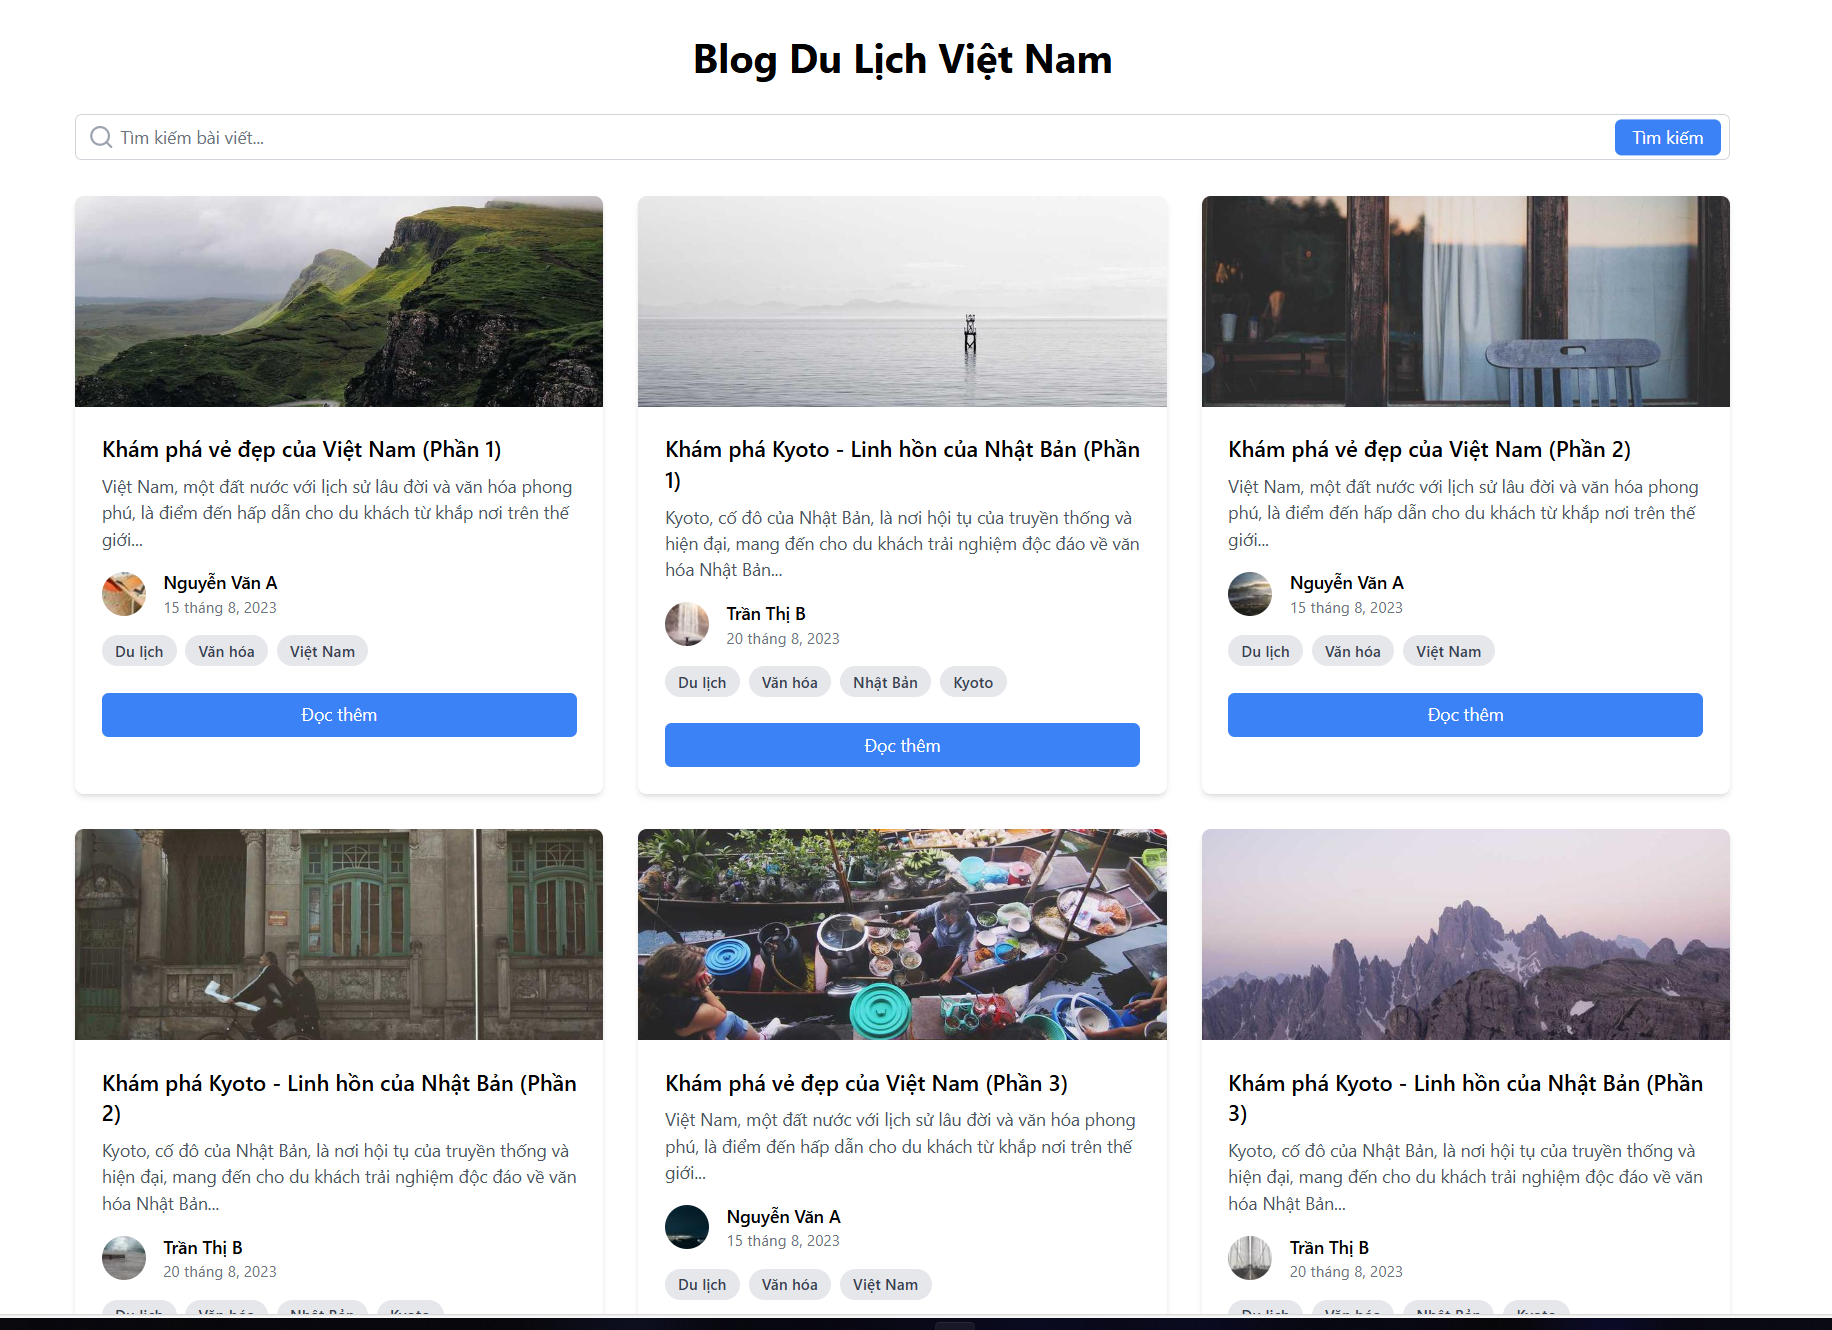 Blog Du Lịch Việt Nam
Tìm kiếm bài viết...
Tìm kiếm
Khám phá vẻ đẹp của Việt Nam (Phần 1)
Việt Nam, một đất nước với lịch sử lâu đời và văn hóa phong
phú, là điểm đến hấp dẫn cho du khách từ khắp nơi trên thế
giới...
Nguyễn Văn A
15 tháng 8, 2023
Du lịch
Văn hóa
Việt Nam
Đọc thêm
Khám phá Kyoto - Linh hồn của Nhật Bản (Phần
1)
Kyoto, cố đô của Nhật Bản, là nơi hội tụ của truyền thống và
hiện đại, mang đến cho du khách trải nghiệm độc đáo về văn
hóa Nhật Bản...
Trần Thị B
20 tháng 8, 2023
Du lịch
Văn hóa
Nhật Bản
Kyoto
Đọc thêm
Khám phá vẻ đẹp của Việt Nam (Phần 2)
Việt Nam, một đất nước với lịch sử lâu đời và văn hóa phong
phú, là điểm đến hấp dẫn cho du khách từ khắp nơi trên thế
giới...
Nguyễn Văn A
15 tháng 8, 2023
Du lịch
Văn hóa
Việt Nam
Đọc thêm
Khám phá Kyoto - Linh hồn của Nhật Bản (Phần
2)
Kyoto, cố đô của Nhật Bản, là nơi hội tụ của truyền thống và
hiện đại, mang đến cho du khách trải nghiệm độc đáo về văn
hóa Nhật Bản...
Trần Thị B
20 tháng 8, 2023
Du lịch
Văn hóa
Nhật Bản
Kyoto
Khám phá vẻ đẹp của Việt Nam (Phần 3)
Việt Nam, một đất nước với lịch sử lâu đời và văn hóa phong
phú, là điểm đến hấp dẫn cho du khách từ khắp nơi trên thế
giới...
Nguyễn Văn A
15 tháng 8, 2023
Du lịch
Văn hóa
Việt Nam
Khám phá Kyoto - Linh hồn của Nhật Bản (Phần
3)
Kyoto, cố đô của Nhật Bản, là nơi hội tụ của truyền thống và
hiện đại, mang đến cho du khách trải nghiệm độc đáo về văn
hóa Nhật Bản...
Trần Thị B
20 tháng 8, 2023
Du lịch
Văn hóa
Nhật Bản
Kyoto